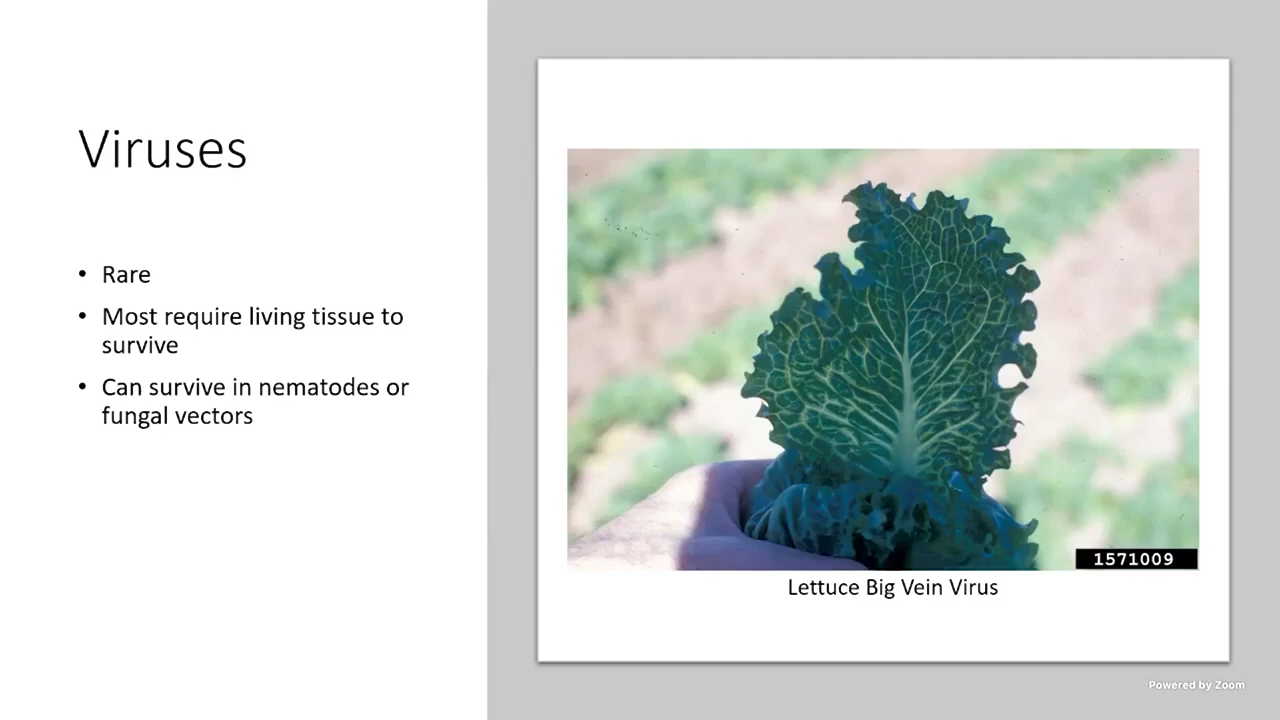 Viruses
• Rare
• Most require living tissue to
survive
• Can survive in nematodes or
fungal vectors
1571009
Lettuce Big Vein Virus
Powered by Zoom